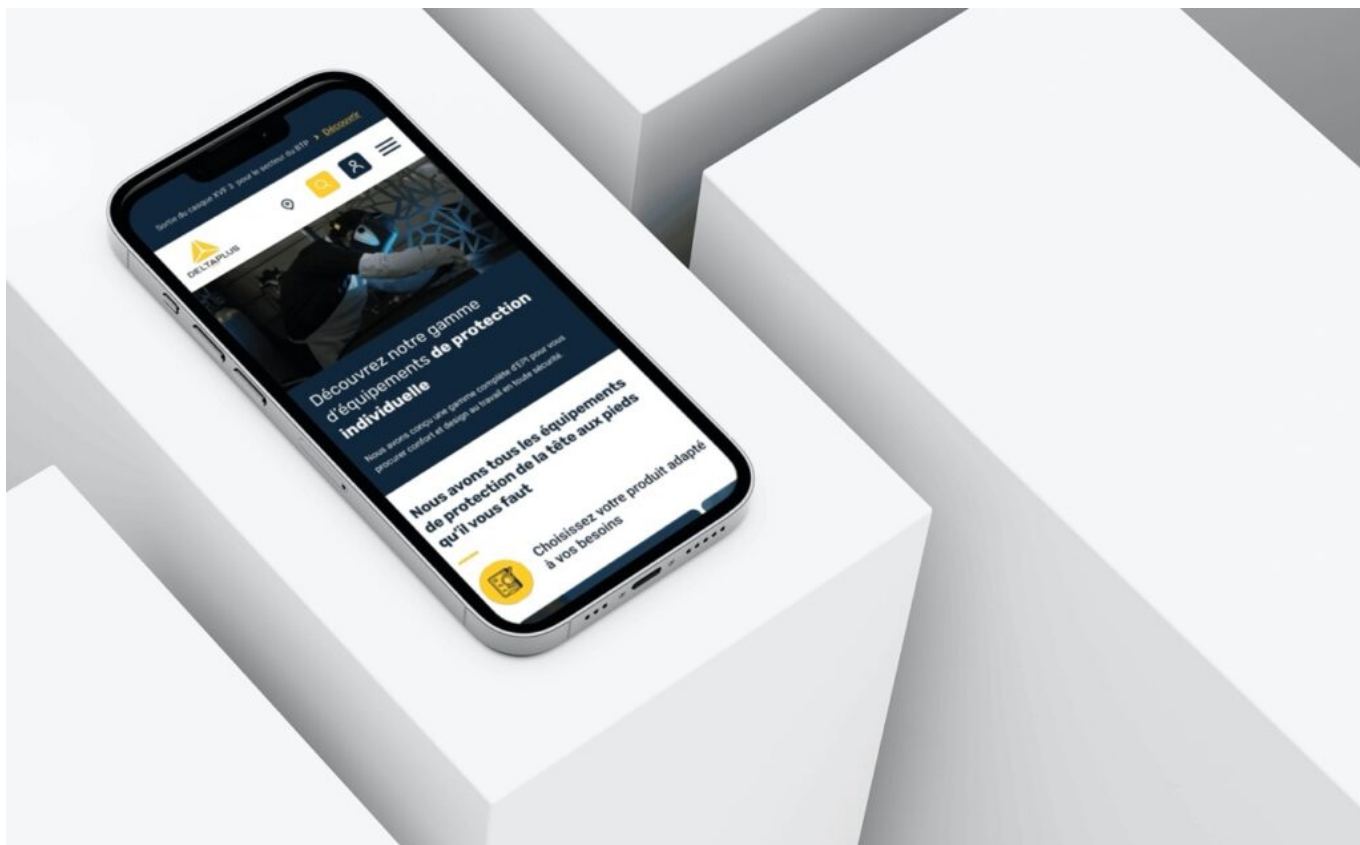 Sortie du casque XVF 3 pour le secteur du BTP > Découvrir
DELTAPLUS
Découvrez notre gamme
d'équipements de protection
individuelle
Nous avons conçu une gamme complète d'EPI pour vous
procurer confort et design au travail en toute sécurité.
Nous avons tous les équipements
de protection de la tête aux pieds
qu'il vous faut
Choisissez votre produit adapté
à vos besoins